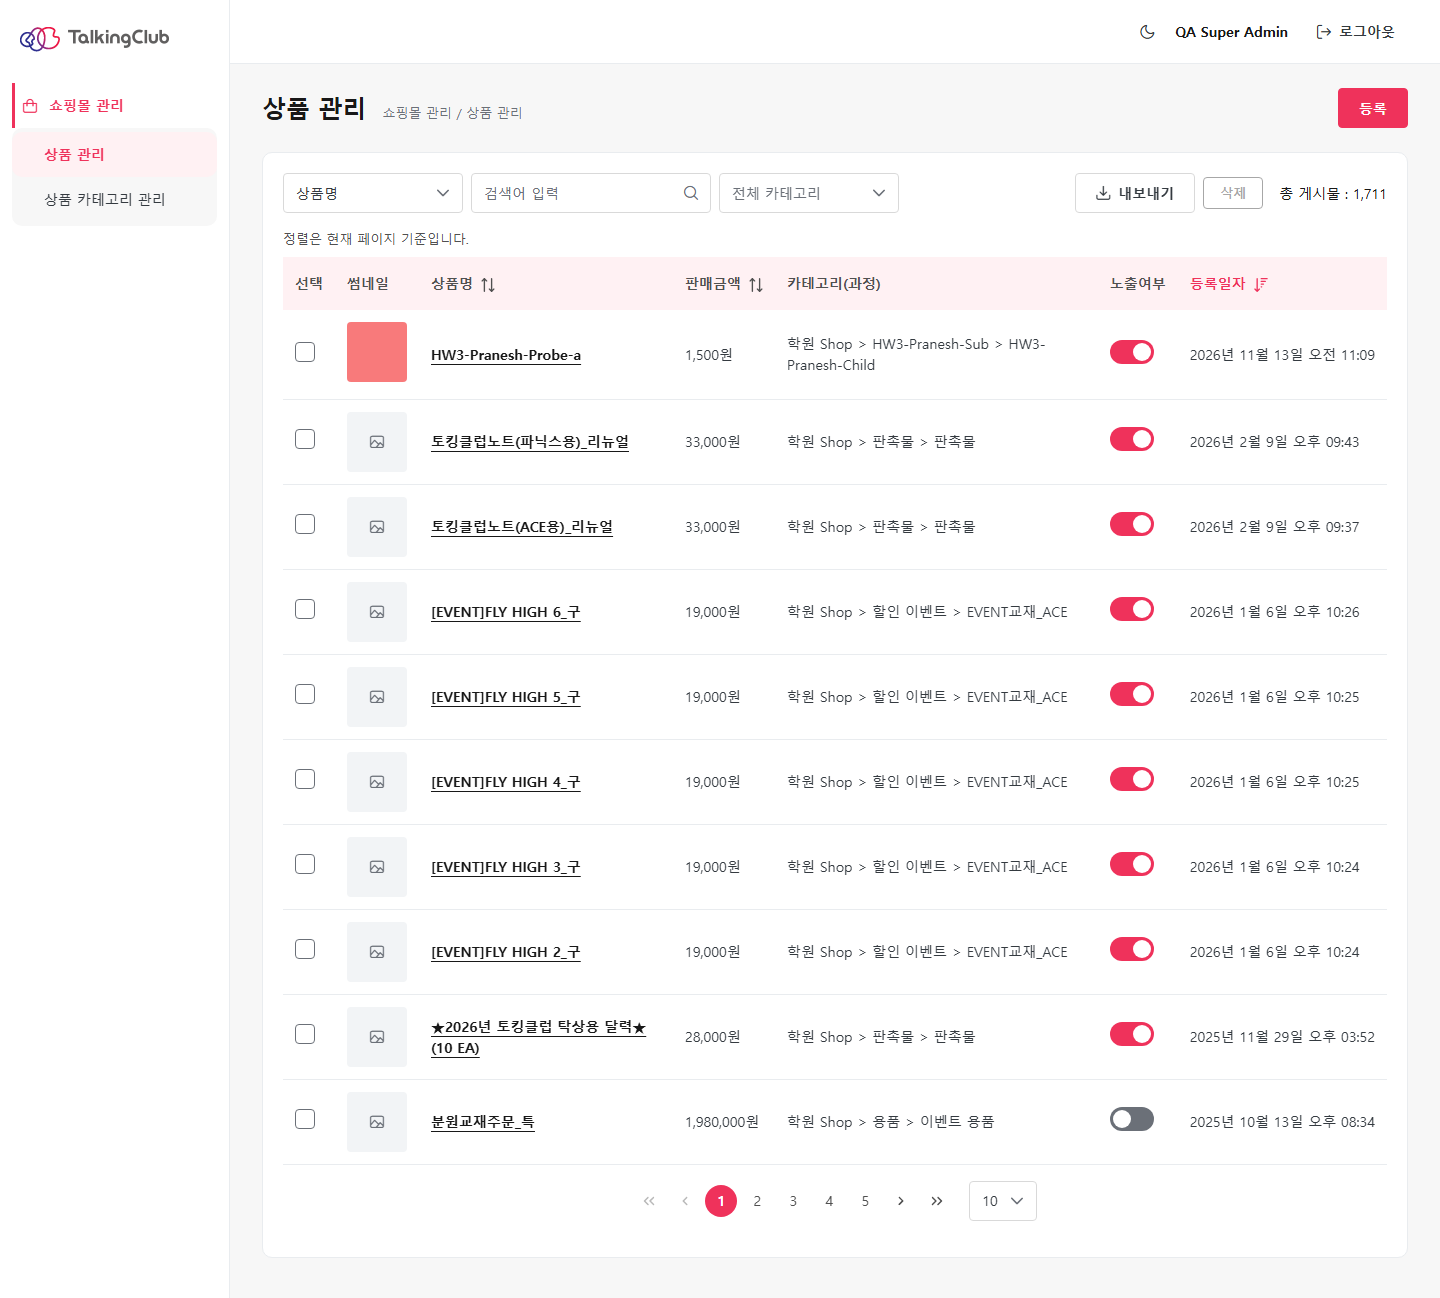 TalkingClub
QA Super Admin
로그아웃
쇼핑몰 관리
상품 관리
상품 카테고리 관리
상품 관리
쇼핑몰 관리 / 상품 관리
등록
상품명
검색어 입력
전체 카테고리
내보내기
삭제
총 게시물 : 1,711
정렬은 현재 페이지 기준입니다.
선택 썸네일 상품명 판매금액 카테고리(과정) 노출여부 등록일자
HW3-Pranesh-Probe-a 1,500원 학원 Shop > HW3-Pranesh-Sub > HW3-
Pranesh-Child
2026년 11월 13일 오전 11:09
토킹클럽노트(파닉스용)_리뉴얼 33,000원 학원 Shop > 판촉물 > 판촉물 2026년 2월 9일 오후 09:43
토킹클럽노트(ACE용)_리뉴얼 33,000원 학원 Shop > 판촉물 > 판촉물 2026년 2월 9일 오후 09:37
[EVENT]FLY HIGH 6_구 19,000원 학원 Shop > 할인 이벤트 > EVENT교재_ACE 2026년 1월 6일 오후 10:26
[EVENT]FLY HIGH 5_구 19,000원 학원 Shop > 할인 이벤트 > EVENT교재_ACE 2026년 1월 6일 오후 10:25
[EVENT]FLY HIGH 4_구 19,000원 학원 Shop > 할인 이벤트 > EVENT교재_ACE 2026년 1월 6일 오후 10:25
[EVENT]FLY HIGH 3_구 19,000원 학원 Shop > 할인 이벤트 > EVENT교재_ACE 2026년 1월 6일 오후 10:24
[EVENT]FLY HIGH 2_구 19,000원 학원 Shop > 할인 이벤트 > EVENT교재_ACE 2026년 1월 6일 오후 10:24
★2026년 토킹클럽 탁상용 달력★
(10 EA)
28,000원 학원 Shop > 판촉물 > 판촉물 2025년 11월 29일 오후 03:52
분원교재주문_특 1,980,000원 학원 Shop > 용품 > 이벤트 용품 2025년 10월 13일 오후 08:34
« ‹ 1 2 3 4 5 › » 10